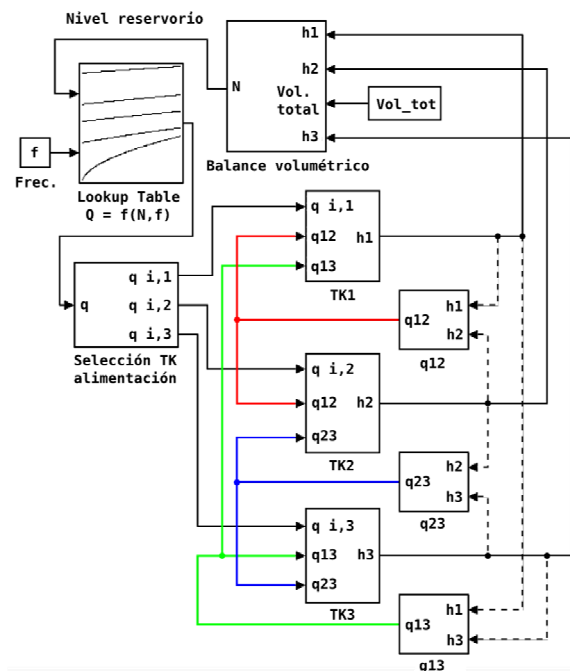 Nivel reservorio
h1
h2
N
Vol.
total
Vol_tot
h3
Balance volumétrico
f
Frec.
Lookup Table
Q = f(N,f)
q i,1
q12
h1
q13
TK1
q i,1
q
q i,2
q i,3
Selección TK
alimentación
h1
q12
h2
q12
q i,2
q12
h2
q23
TK2
h2
q23
h3
q23
q i,3
q13
h3
q23
TK3
h1
q13
h3
q13